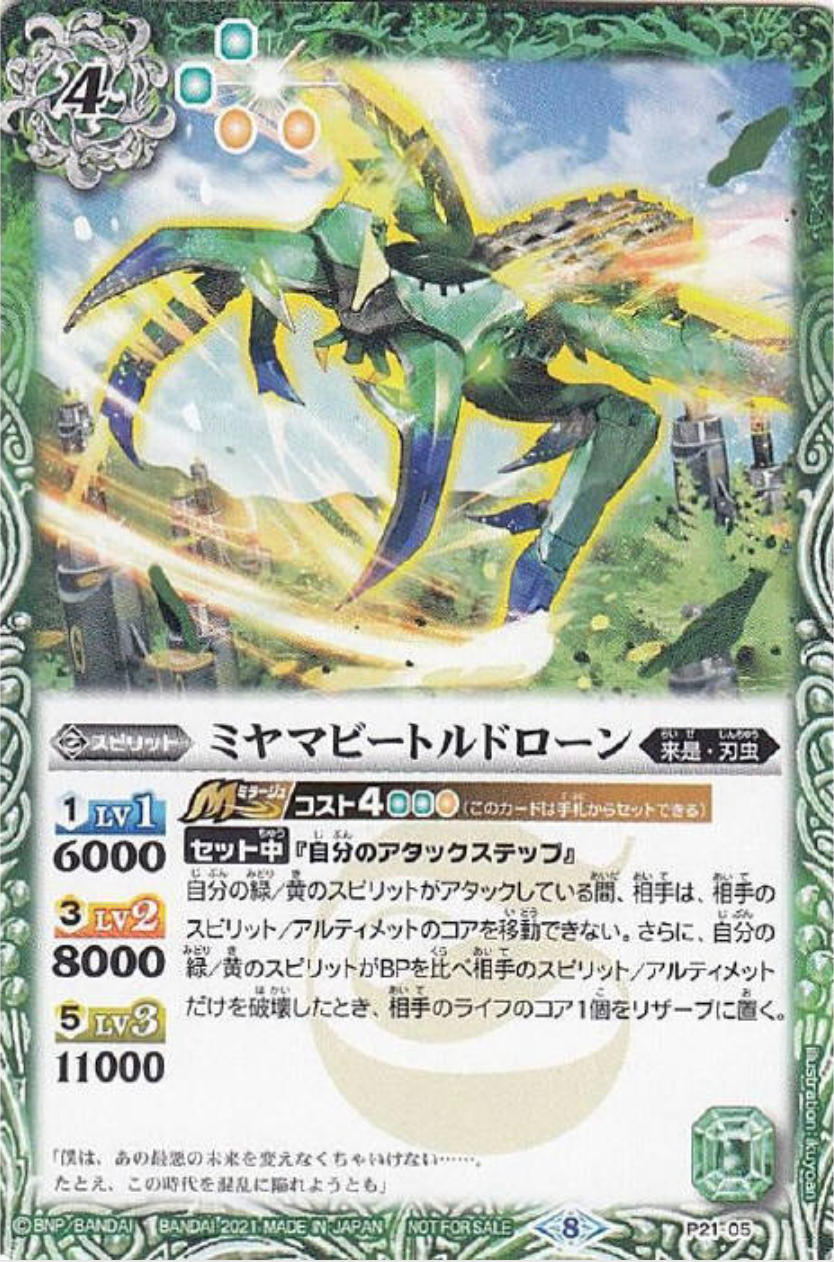 4
スピリット ミヤマビートルドローン 来是・刃虫
らいぜ じんちゅう
1 LV1
6000
3 LV2
8000
5 LV3
11000
M ミラージュ コスト4 (このカードは手札からセットできる)
セット中『自分のアタックステップ』
自分の緑/黄のスピリットがアタックしている間、相手は、相手の
スピリット/アルティメットのコアを移動できない。さらに、自分の
緑/黄のスピリットがBPを比べ相手のスピリット/アルティメット
だけを破壊したとき、相手のライフのコア1個をリザーブに置く。
「僕は、あの最悪の未来を変えなくちゃいけない……。
たとえ、この時代を混乱に陥れようとも」
Illustration: ikuyoan
©BNP/BANDAI BANDAI 2021 MADE IN JAPAN NOT FOR SALE 8 P21-05